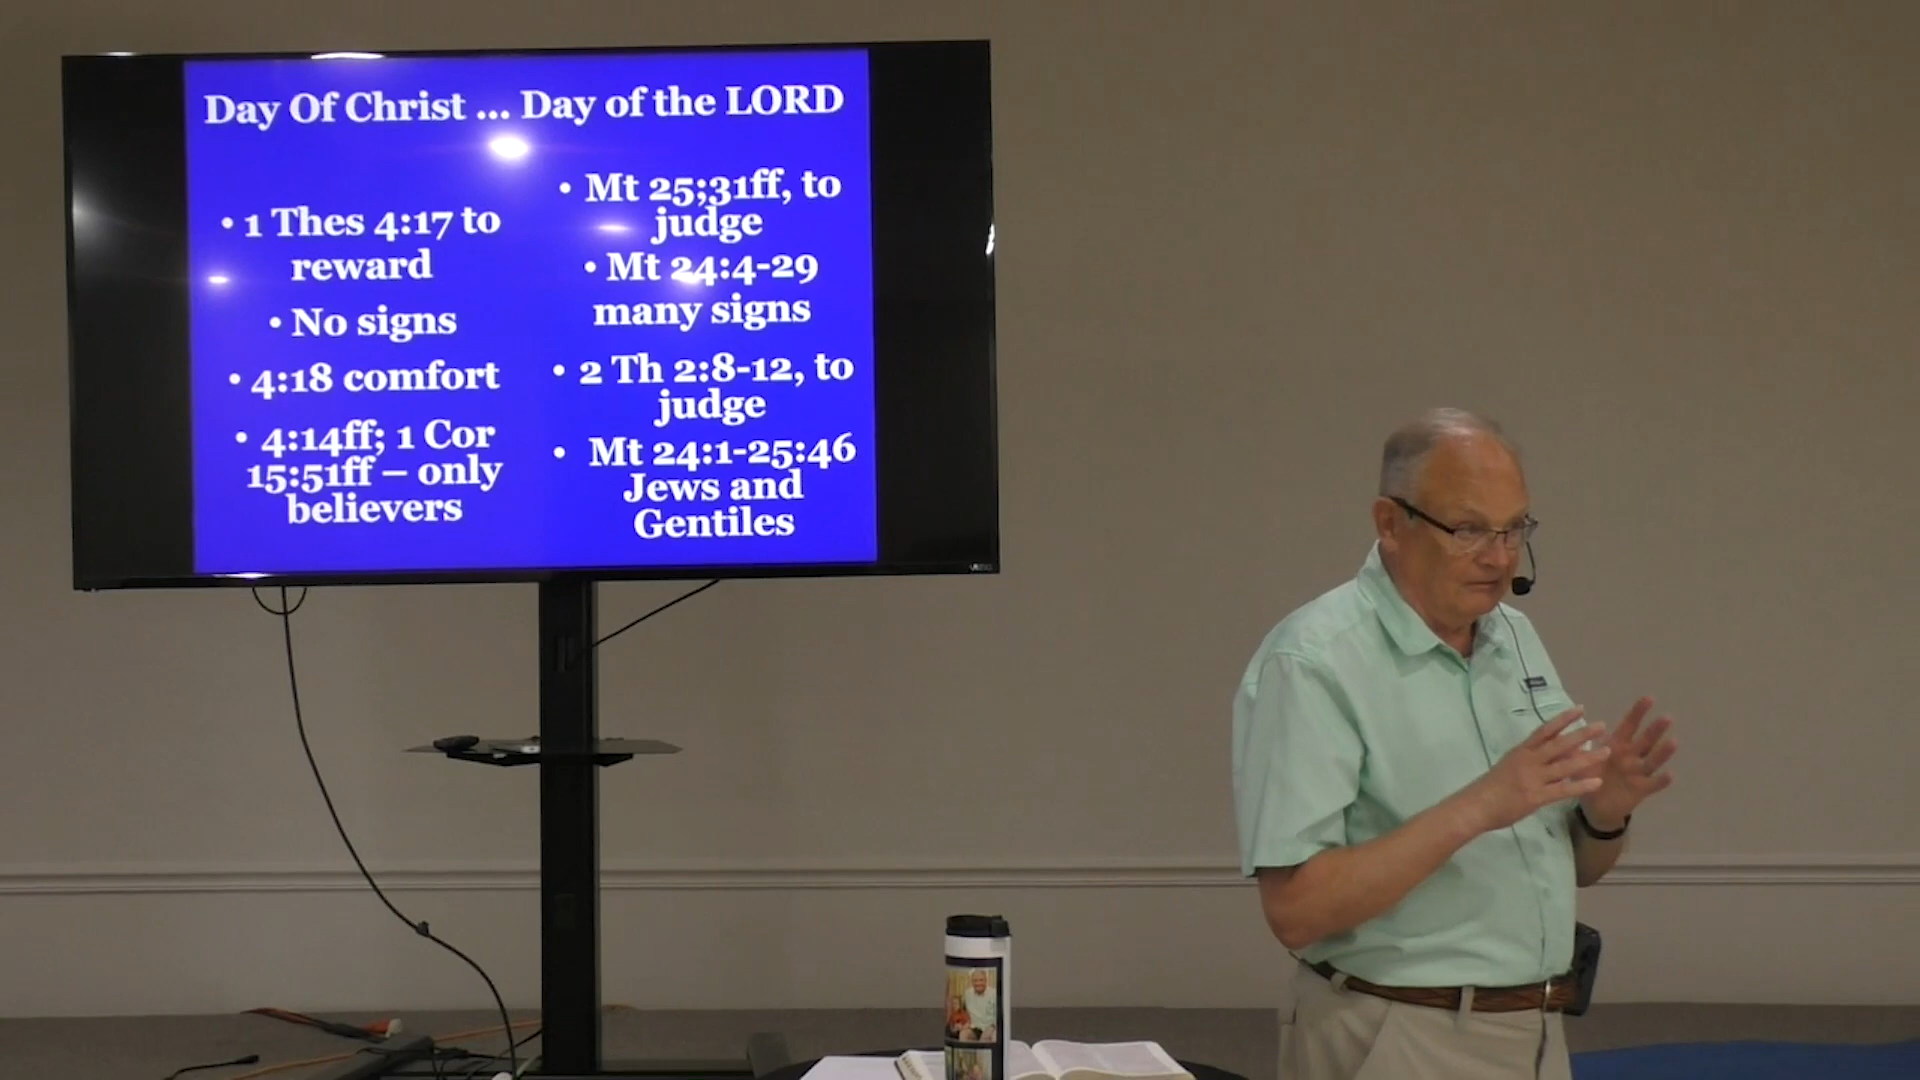 Day Of Christ ... Day of the LORD
• 1 Thes 4:17 to
reward
• No signs
• 4:18 comfort
• 4:14ff; 1 Cor
15:51ff – only
believers
• Mt 25;31ff, to
judge
• Mt 24:4-29
many signs
• 2 Th 2:8-12, to
judge
• Mt 24:1-25:46
Jews and
Gentiles